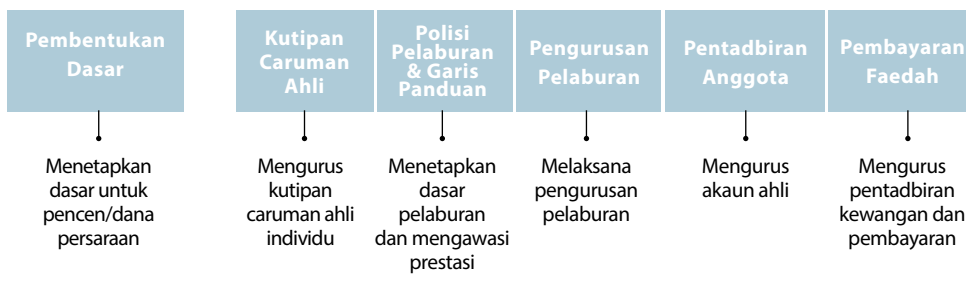 Pembentukan
Dasar
Kutipan
Caruman
Ahli
Polisi
Pelaburan
& Garis
Panduan
Pengurusan
Pelaburan
Pentadbiran
Anggota
Pembayaran
Faedah
Menetapkan
dasar untuk
pencen/dana
persaraan
Mengurus
kutipan
caruman ahli
individu
Menetapkan
dasar
pelaburan
dan mengawasi
prestasi
Melaksana
pengurusan
pelaburan
Mengurus
akaun ahli
Mengurus
pentadbiran
kewangan dan
pembayaran